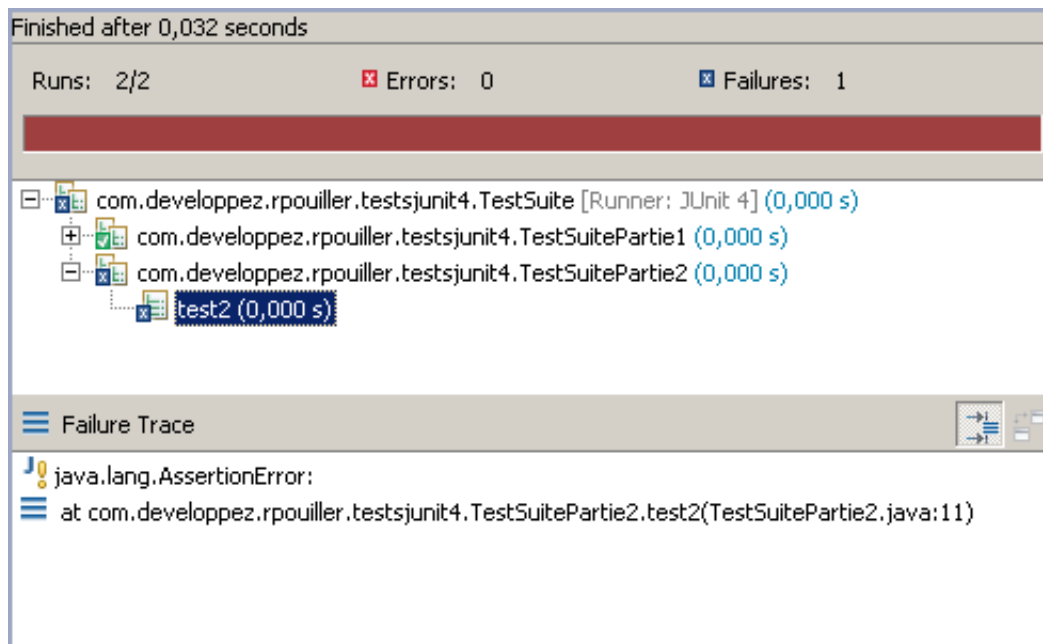 Finished after 0,032 seconds
Runs: 2/2 Errors: 0 Failures: 1
com.developpez.rpouiller.testsjunit4.TestSuite [Runner: JUnit 4] (0,000 s)
com.developpez.rpouiller.testsjunit4.TestSuitePartie1 (0,000 s)
com.developpez.rpouiller.testsjunit4.TestSuitePartie2 (0,000 s)
test2 (0,000 s)
Failure Trace
java.lang.AssertionError:
at com.developpez.rpouiller.testsjunit4.TestSuitePartie2.test2(TestSuitePartie2.java:11)